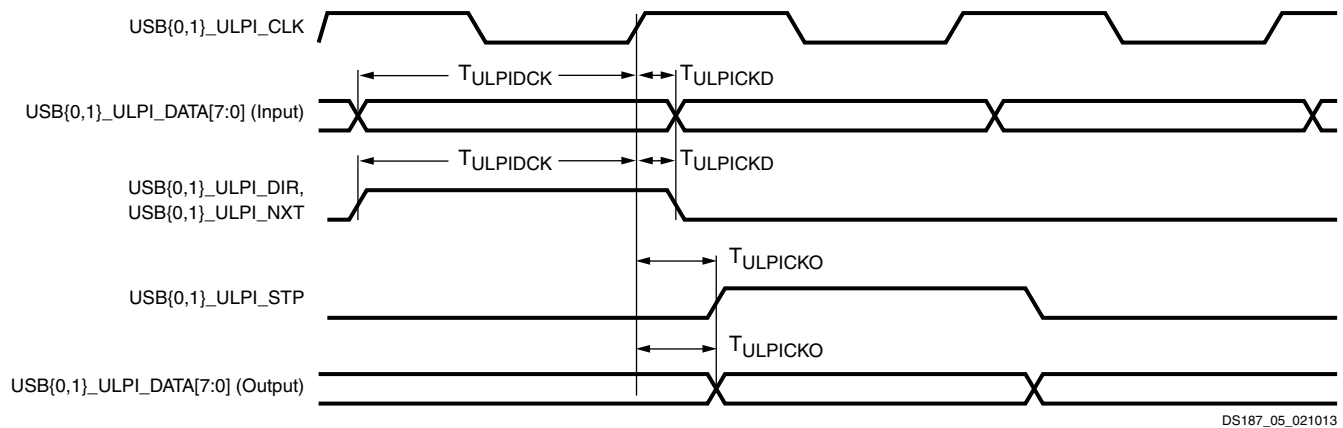 USB{0,1}_ULPI_CLK
TULPIDCK TULPICKD
USB{0,1}_ULPI_DATA[7:0] (Input)
TULPIDCK TULPICKD
USB{0,1}_ULPI_DIR,
USB{0,1}_ULPI_NXT
TULPICKO
USB{0,1}_ULPI_STP
TULPICKO
USB{0,1}_ULPI_DATA[7:0] (Output)
DS187_05_021013